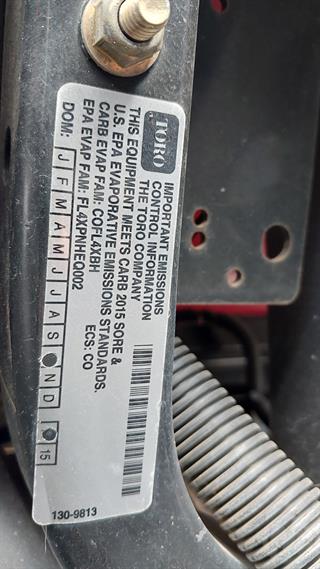 TORO
IMPORTANT EMISSIONS
CONTROL INFORMATION
THE TORO COMPANY
THIS EQUIPMENT MEETS CARB 2015 SORE &
U.S. EPA EVAPORATIVE EMISSIONS STANDARDS.
CARB EVAP FAM: CQFL4XBH ECS: CO
EPA EVAP FAM: FL4XPNHEQ002
DOM: J F M A M J J A S N D 15
130-9813